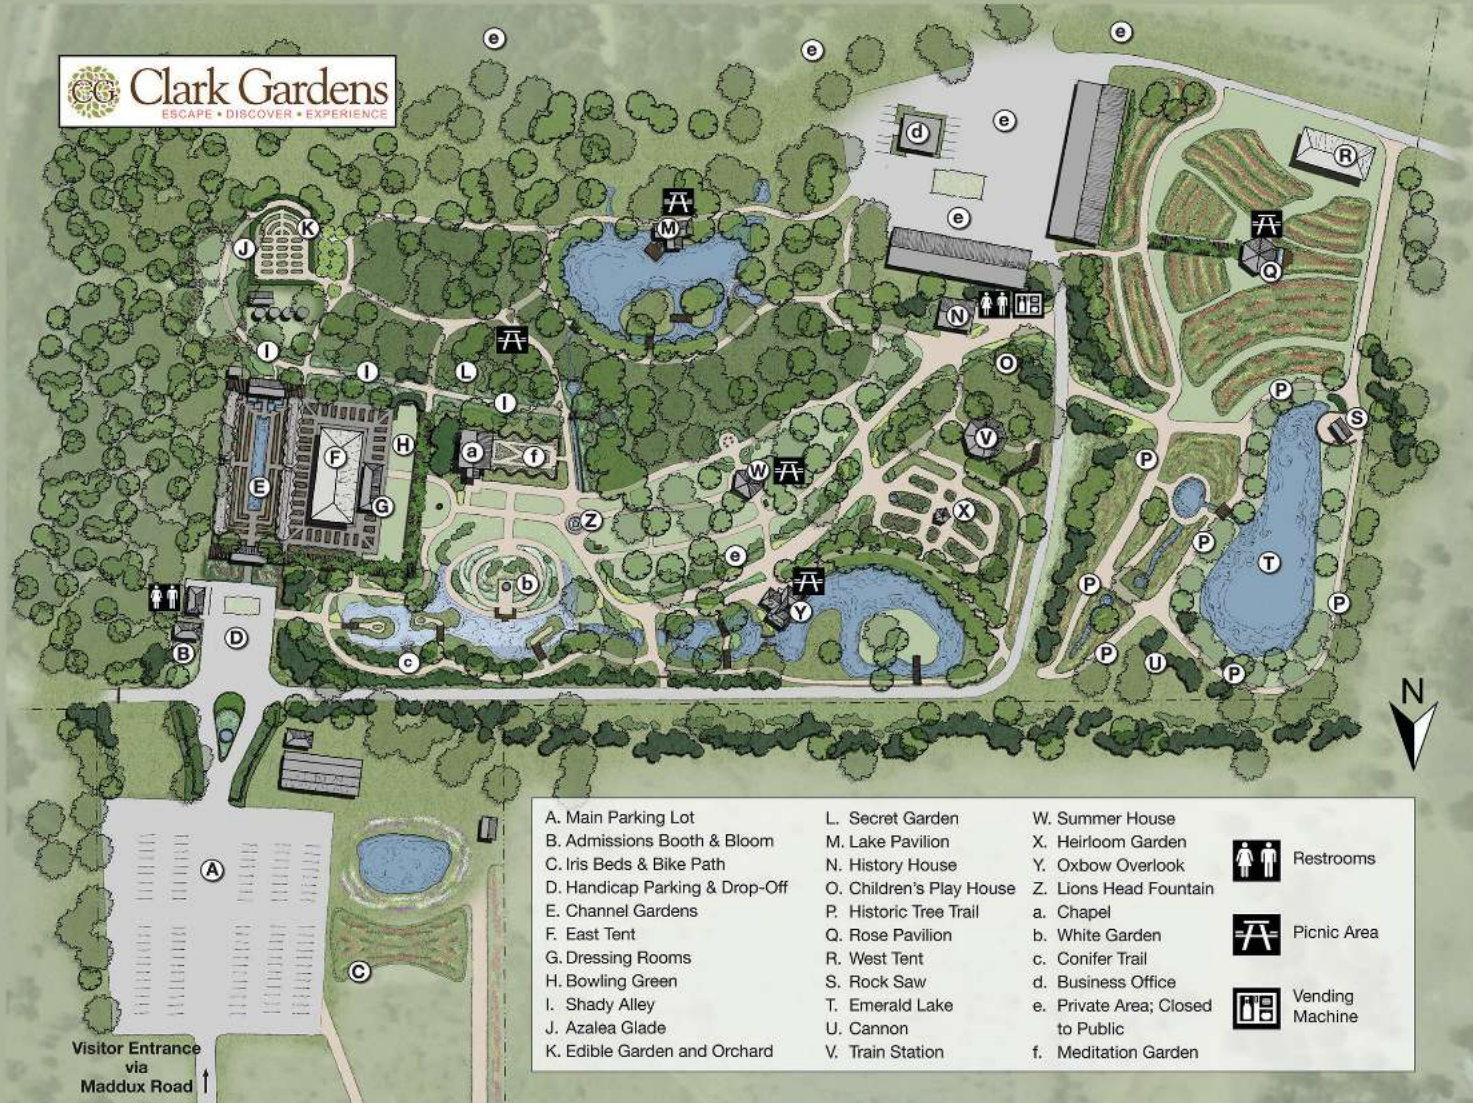 e
e
e
CG
Clark Gardens
ESCAPE • DISCOVER • EXPERIENCE
d
e
R
e
K
J
M
Q
N
I
O
I
L
I
P
S
H
a
f
V
P
F
W
E
G
X
Z
e
P
T
b
P
Y
P
D
B
c
P
U
P
N
A
C
Visitor Entrance
via
Maddux Road
A. Main Parking Lot
B. Admissions Booth & Bloom
C. Iris Beds & Bike Path
D. Handicap Parking & Drop-Off
E. Channel Gardens
F. East Tent
G. Dressing Rooms
H. Bowling Green
I. Shady Alley
J. Azalea Glade
K. Edible Garden and Orchard
L. Secret Garden
M. Lake Pavilion
N. History House
O. Children's Play House
P. Historic Tree Trail
Q. Rose Pavilion
R. West Tent
S. Rock Saw
T. Emerald Lake
U. Cannon
V. Train Station
W. Summer House
X. Heirloom Garden
Y. Oxbow Overlook
Z. Lions Head Fountain
a. Chapel
b. White Garden
c. Conifer Trail
d. Business Office
e. Private Area; Closed
to Public
f. Meditation Garden
Restrooms
Picnic Area
Vending
Machine